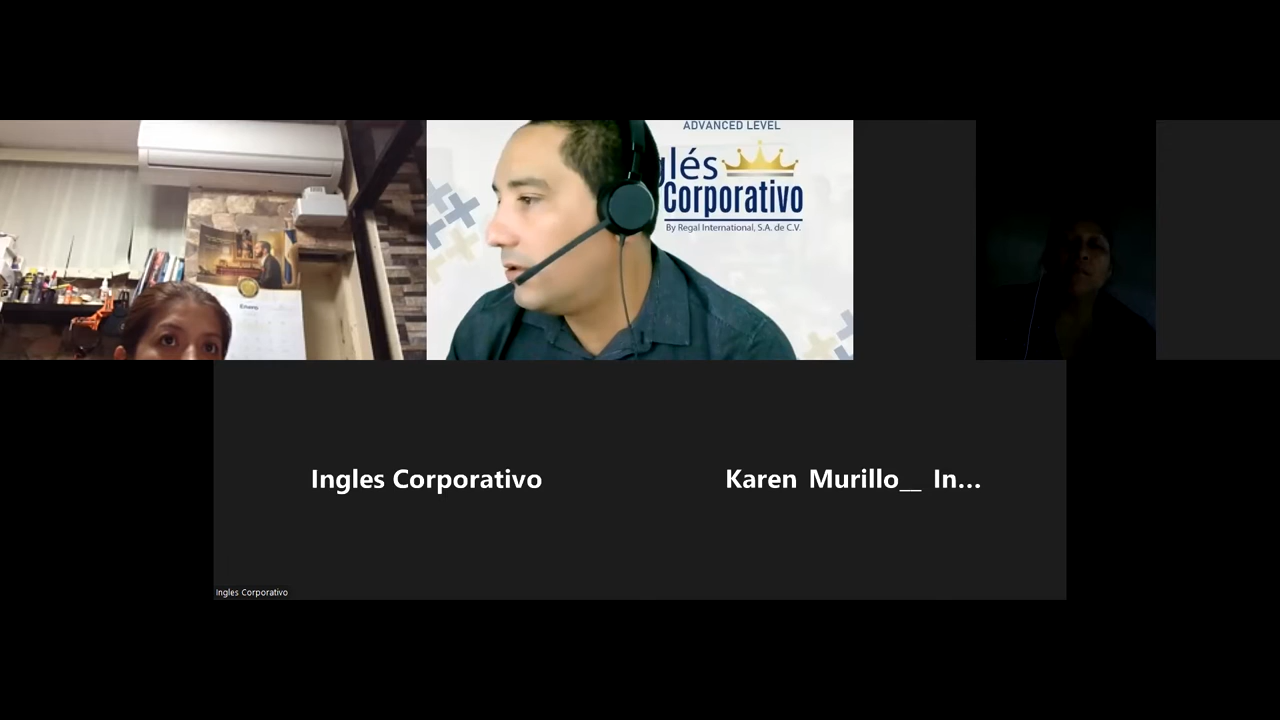 ADVANCED LEVEL
glés
Corporativo
By Regal International, S.A. de C.V.
Enero
Ingles Corporativo
Karen Murillo__ In...
Ingles Corporativo